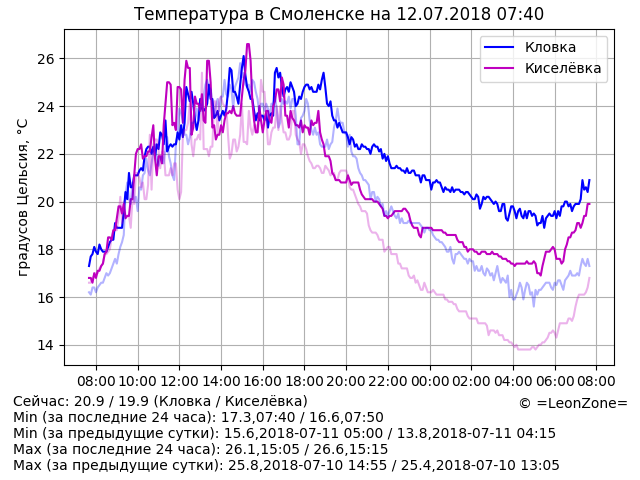 Температура в Смоленске на 12.07.2018 07:40
Кловка
Киселёвка
градусов Цельсия, °C
26
24
22
20
18
16
14
08:00 10:00 12:00 14:00 16:00 18:00 20:00 22:00 00:00 02:00 04:00 06:00 08:00
Сейчас: 20.9 / 19.9 (Кловка / Киселёвка)
© =LeonZone=
Min (за последние 24 часа): 17.3,07:40 / 16.6,07:50
Min (за предыдущие сутки): 15.6,2018-07-11 05:00 / 13.8,2018-07-11 04:15
Max (за последние 24 часа): 26.1,15:05 / 26.6,15:15
Max (за предыдущие сутки): 25.8,2018-07-10 14:55 / 25.4,2018-07-10 13:05